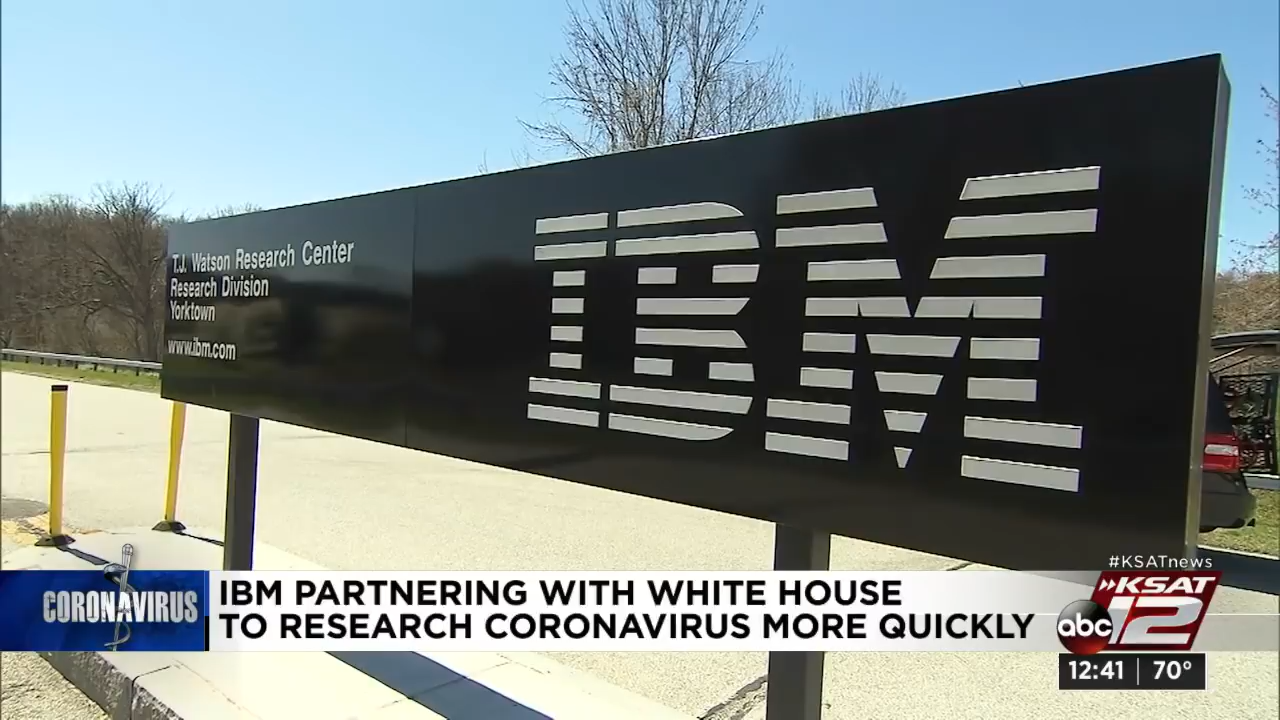 T.J. Watson Research Center
Research Division
Yorktown
www.ibm.com
IBM
#KSATnews
CORONAVIRUS
IBM PARTNERING WITH WHITE HOUSE
TO RESEARCH CORONAVIRUS MORE QUICKLY
abc
KSAT
12
12:41 70°